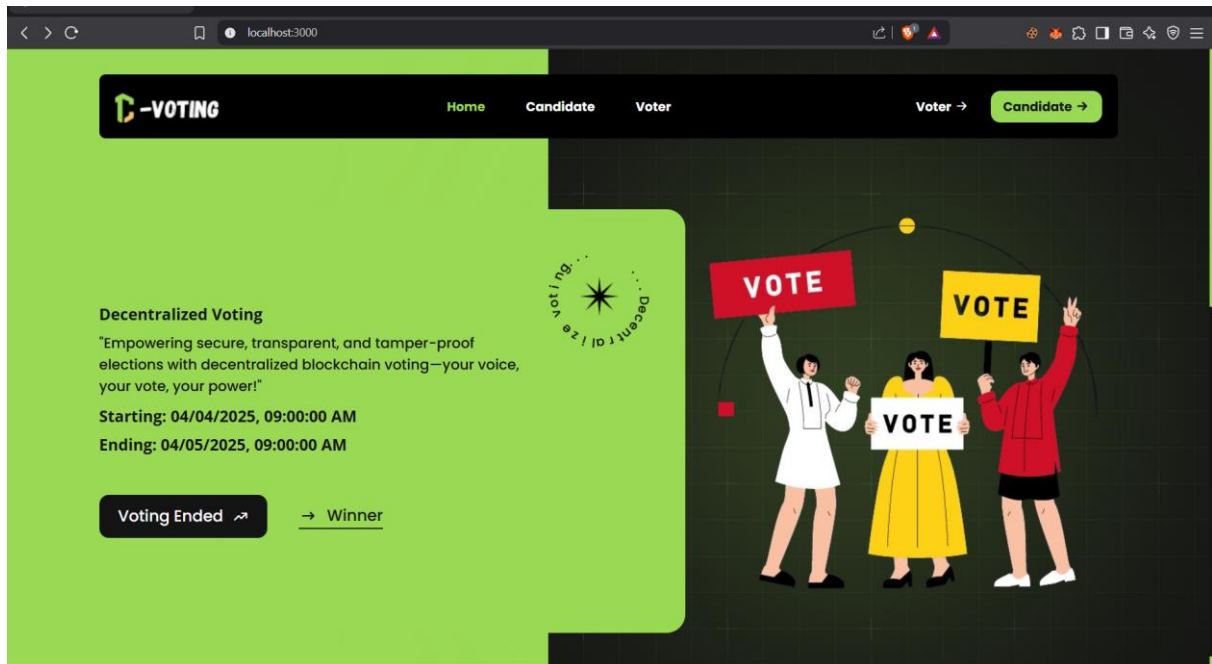 localhost:3000
-VOTING
Home Candidate Voter
Voter →
Candidate →
...Decentralize voting...
Decentralized Voting
"Empowering secure, transparent, and tamper-proof
elections with decentralized blockchain voting—your voice,
your vote, your power!"
Starting: 04/04/2025, 09:00:00 AM
Ending: 04/05/2025, 09:00:00 AM
Voting Ended
→ Winner
VOTE
VOTE
VOTE